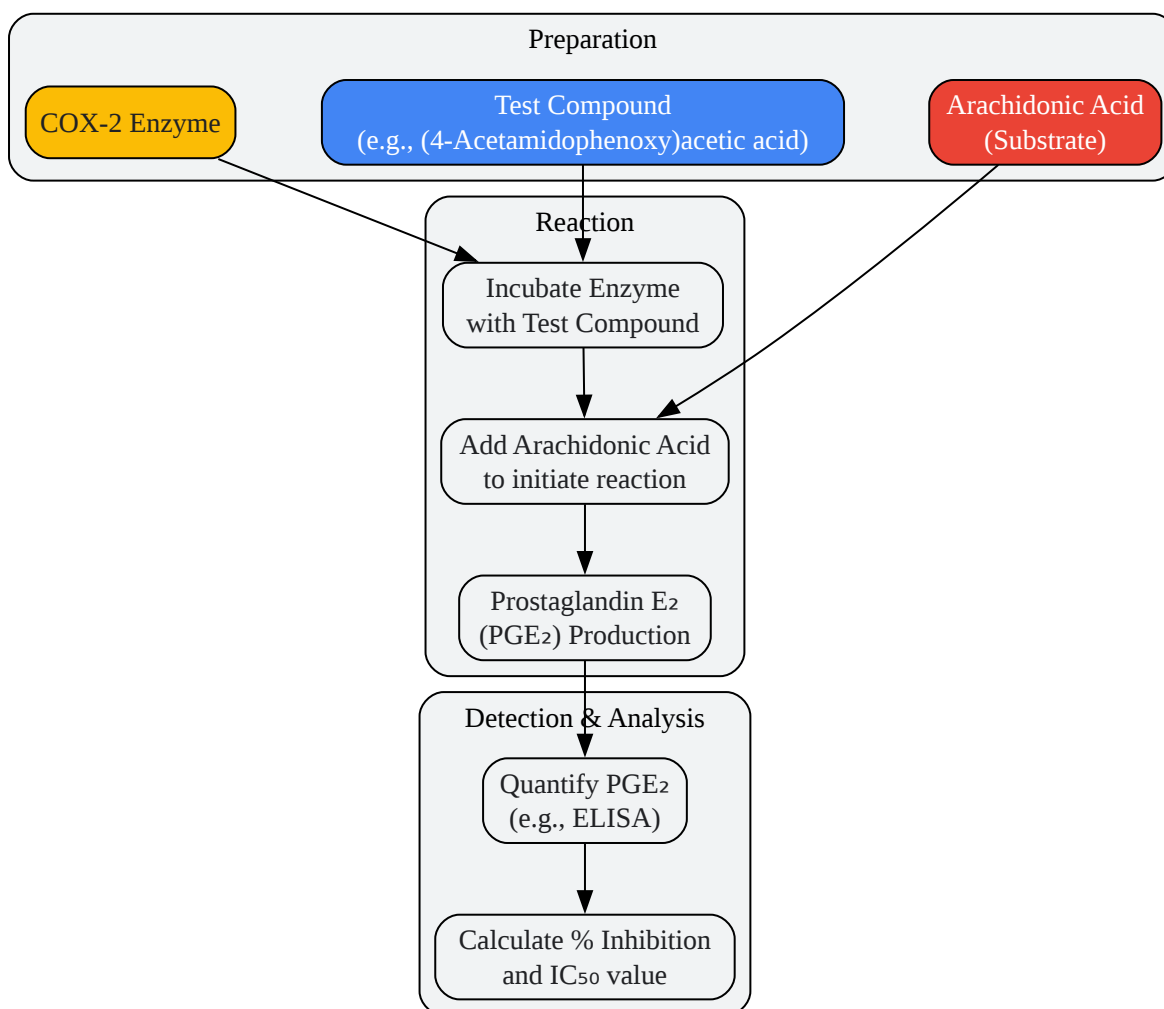 Preparation
COX-2 Enzyme
Test Compound
(e.g., (4-Acetamidophenoxy)acetic acid)
Arachidonic Acid
(Substrate)
Reaction
Incubate Enzyme
with Test Compound
Add Arachidonic Acid
to initiate reaction
Prostaglandin E₂
(PGE₂) Production
Detection & Analysis
Quantify PGE₂
(e.g., ELISA)
Calculate % Inhibition
and IC₅₀ value